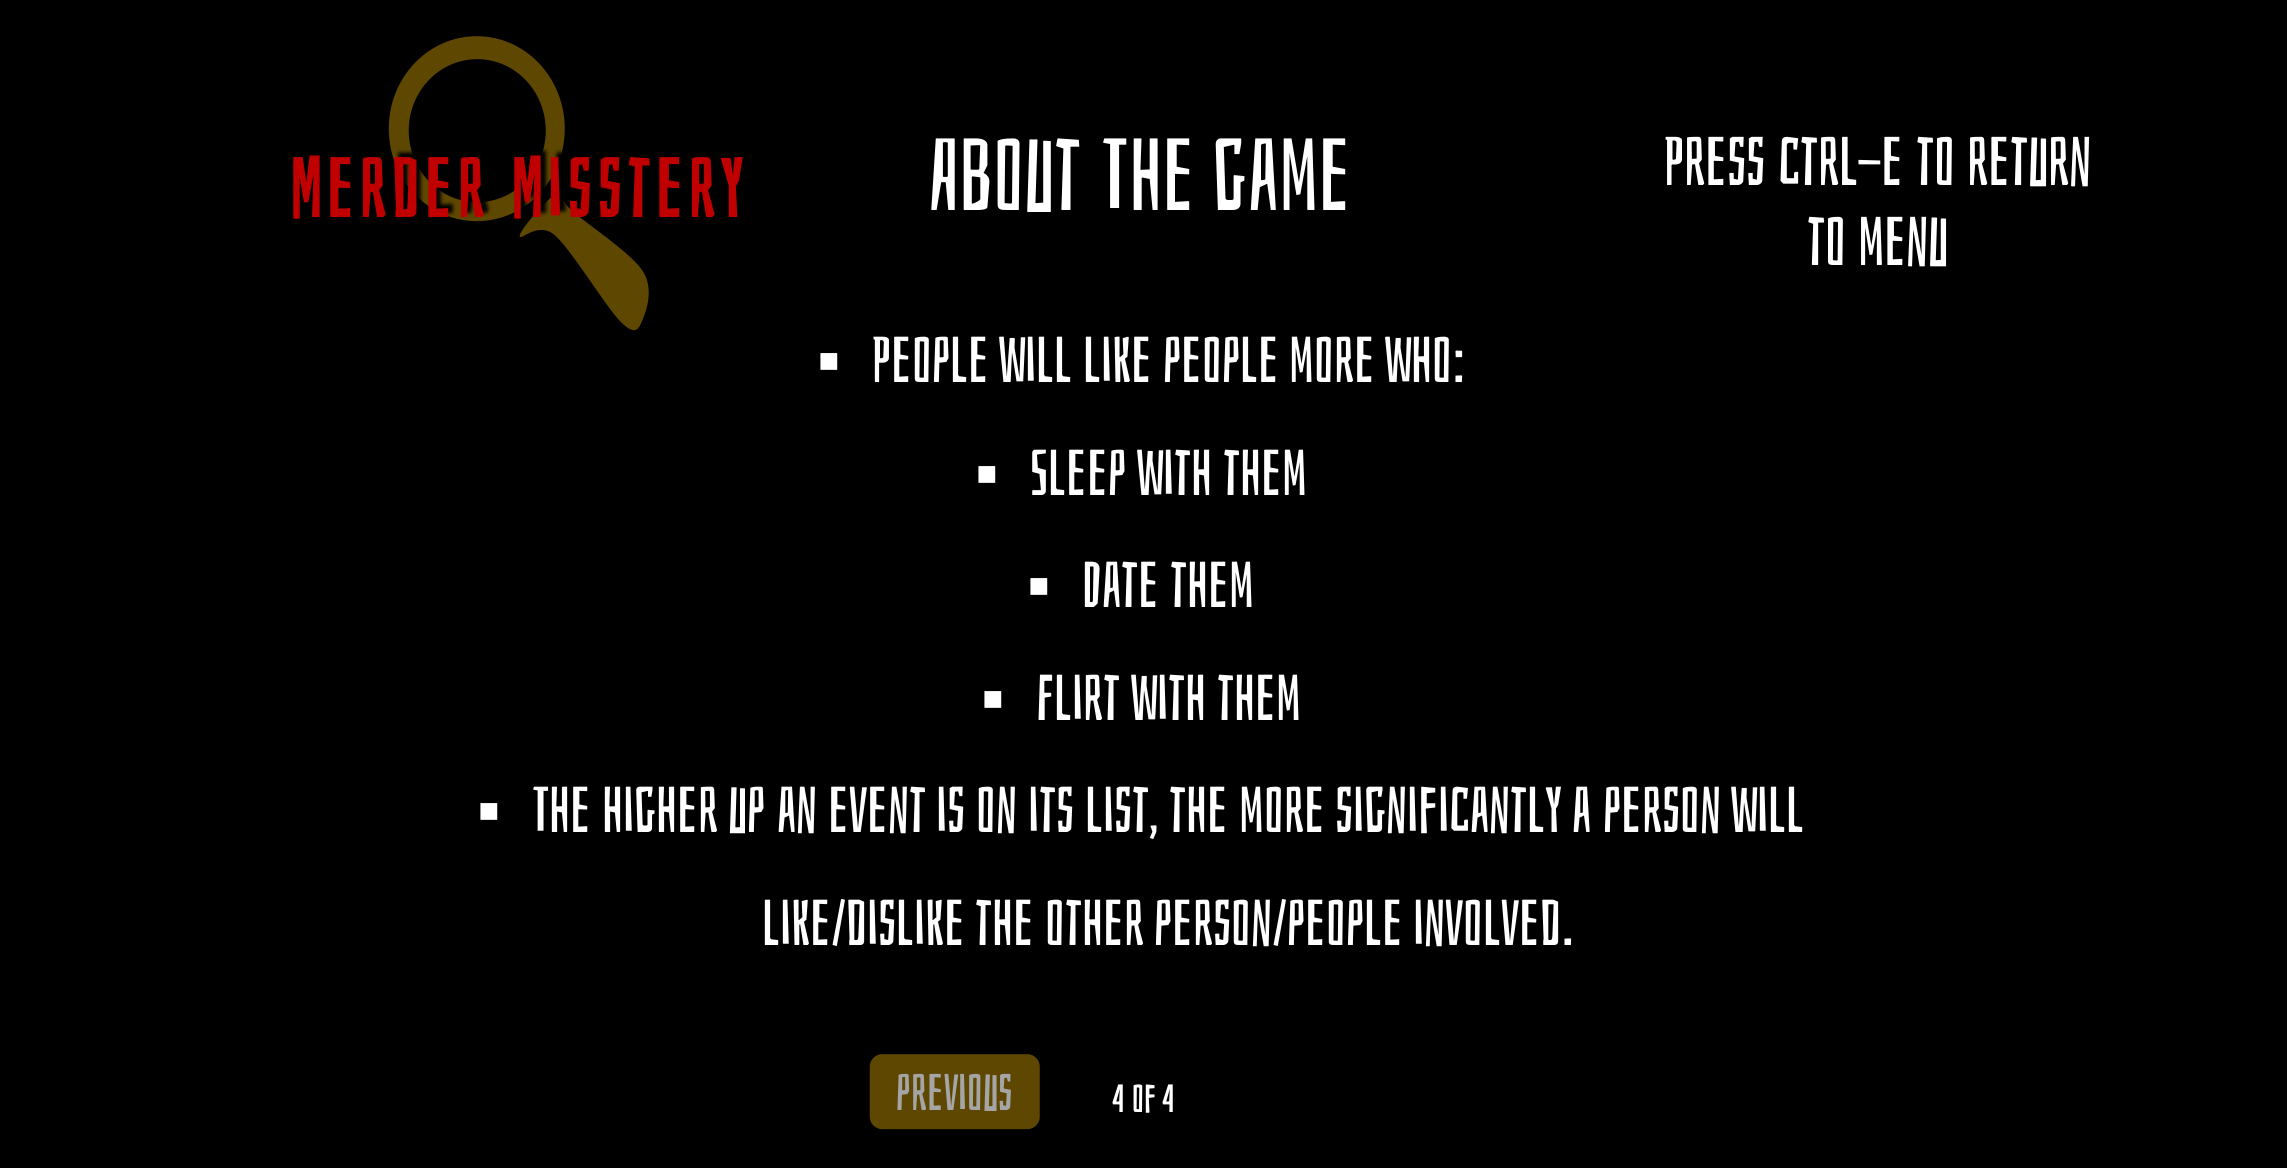 MERDER MISSTERY
ABOUT THE GAME
PRESS CTRL–E TO RETURN
TO MENU
▪ PEOPLE WILL LIKE PEOPLE MORE WHO:
▪ SLEEP WITH THEM
▪ DATE THEM
▪ FLIRT WITH THEM
▪ THE HIGHER UP AN EVENT IS ON ITS LIST, THE MORE SIGNIFICANTLY A PERSON WILL
LIKE/DISLIKE THE OTHER PERSON/PEOPLE INVOLVED.
PREVIOUS
4 OF 4